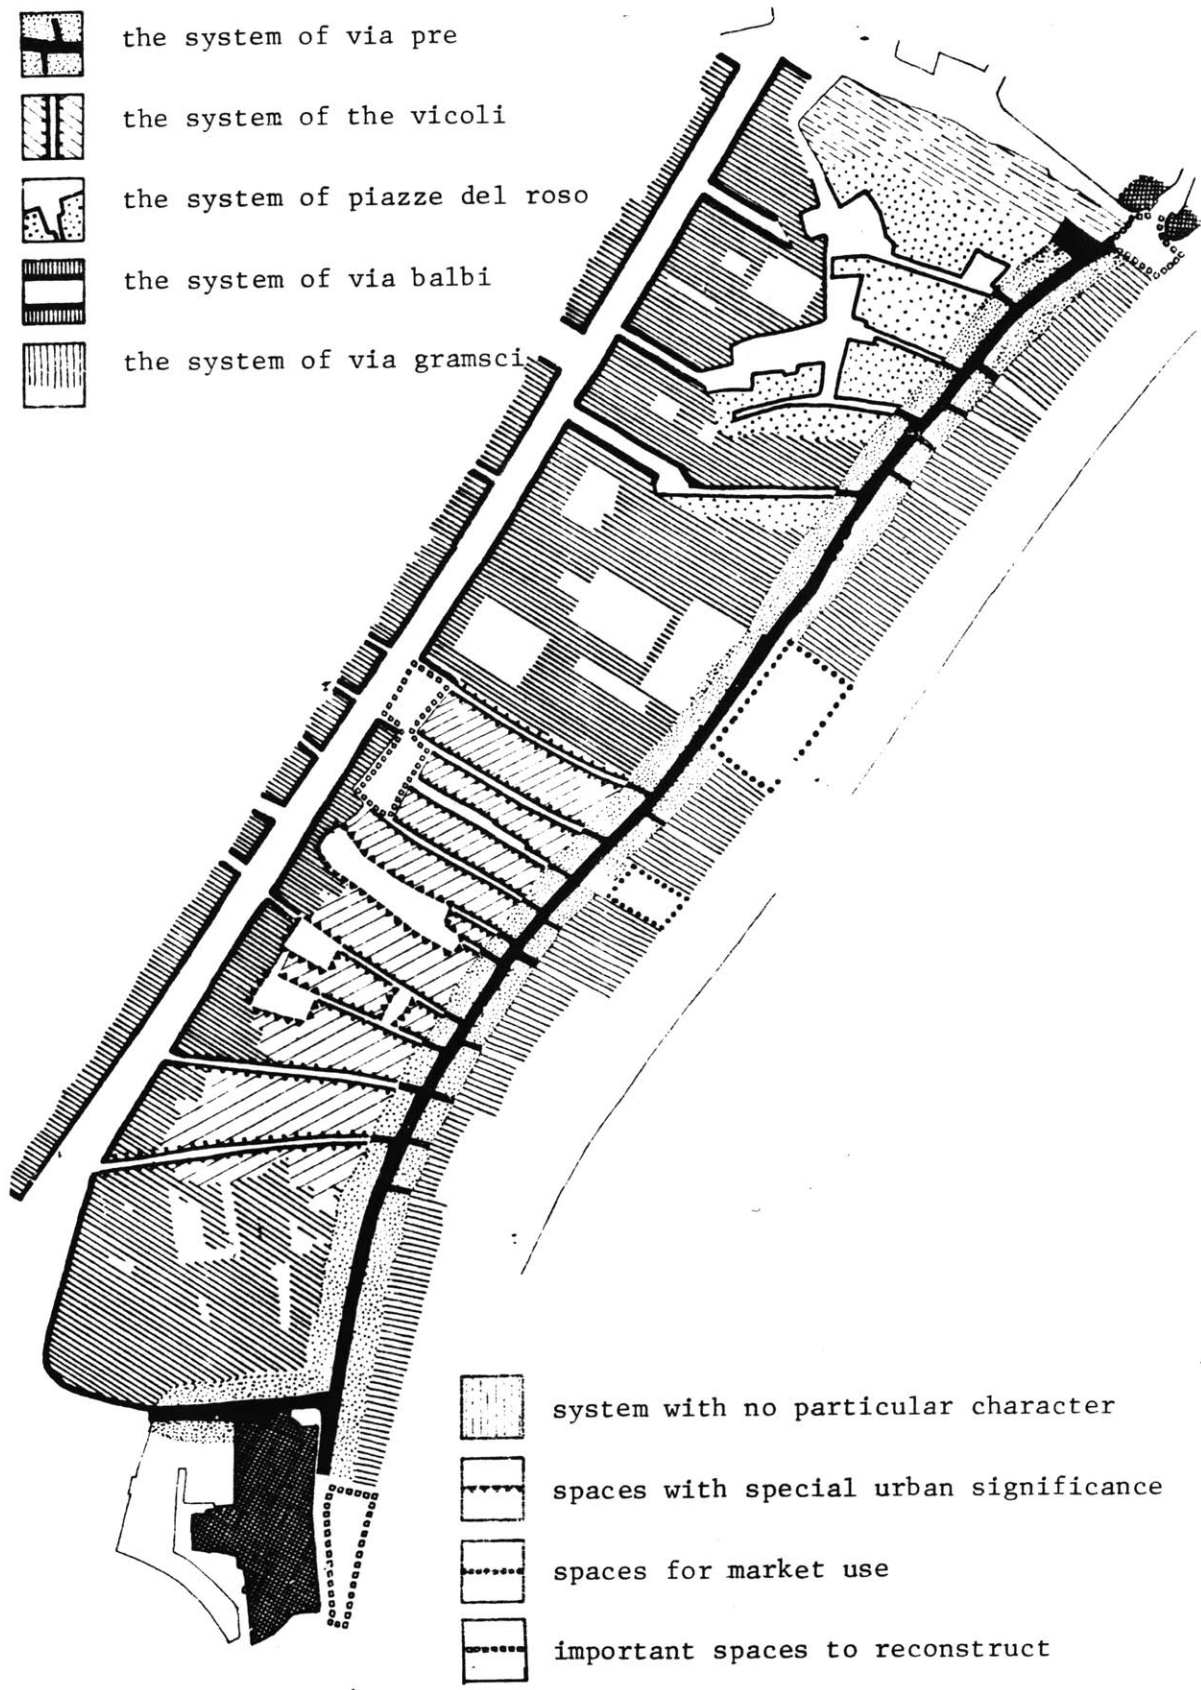 the system of via pre
the system of the vicoli
the system of piazze del roso
the system of via balbi
the system of via gramsci
system with no particular character
spaces with special urban significance
spaces for market use
important spaces to reconstruct